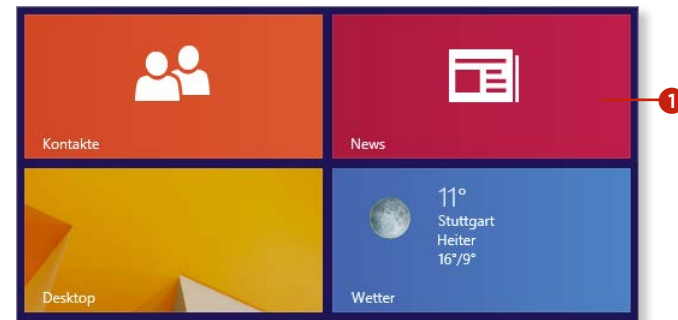 Kontakte
News
1
Desktop
11°
Stuttgart
Heiter
16°/9°
Wetter